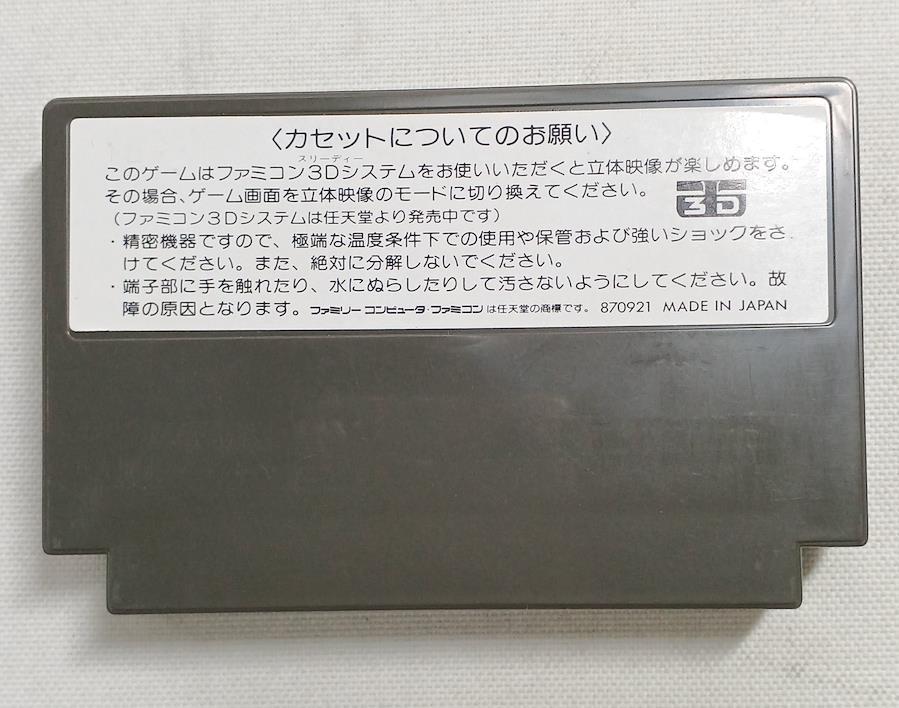 〈カセットについてのお願い〉
スリーディー
このゲームはファミコン3Dシステムをお使いいただくと立体映像が楽しめます。
その場合、ゲーム画面を立体映像のモードに切り換えてください。
3D
(ファミコン3Dシステムは任天堂より発売中です)
・精密機器ですので、極端な温度条件下での使用や保管および強いショックをさ
けてください。また、絶対に分解しないでください。
・端子部に手を触れたり、水にぬらしたりして汚さないようにしてください。故
障の原因となります。ファミリーコンピュータ・ファミコンは任天堂の商標です。 870921 MADE IN JAPAN